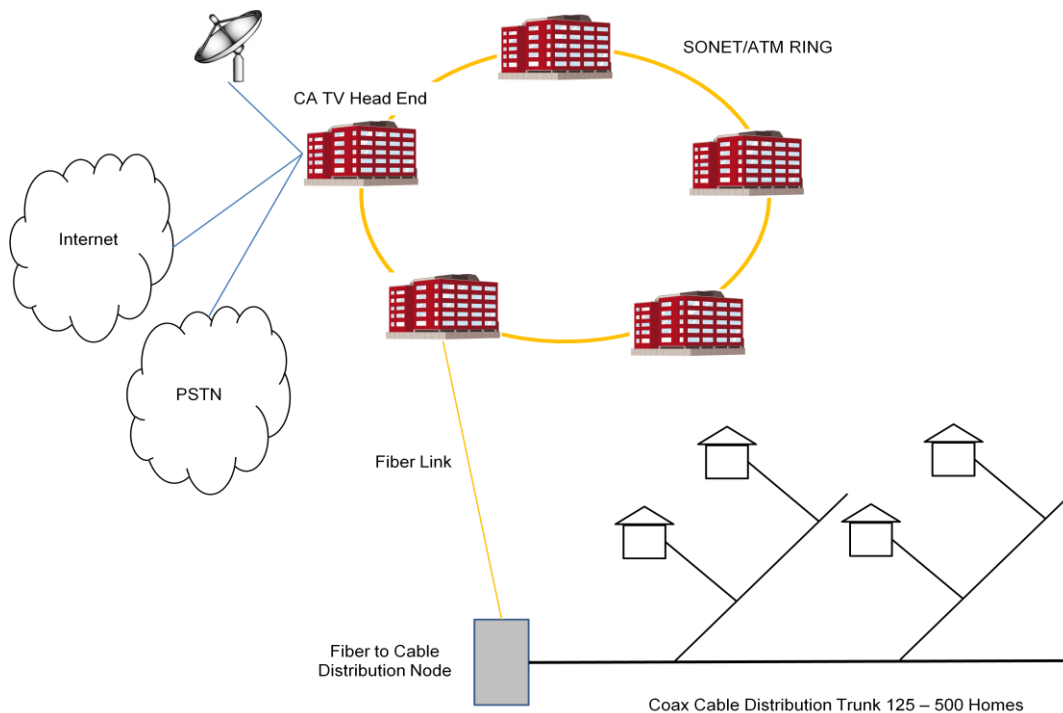 SONET/ATM RING
CA TV Head End
Internet
PSTN
Fiber Link
Fiber to Cable
Distribution Node
Coax Cable Distribution Trunk 125 – 500 Homes